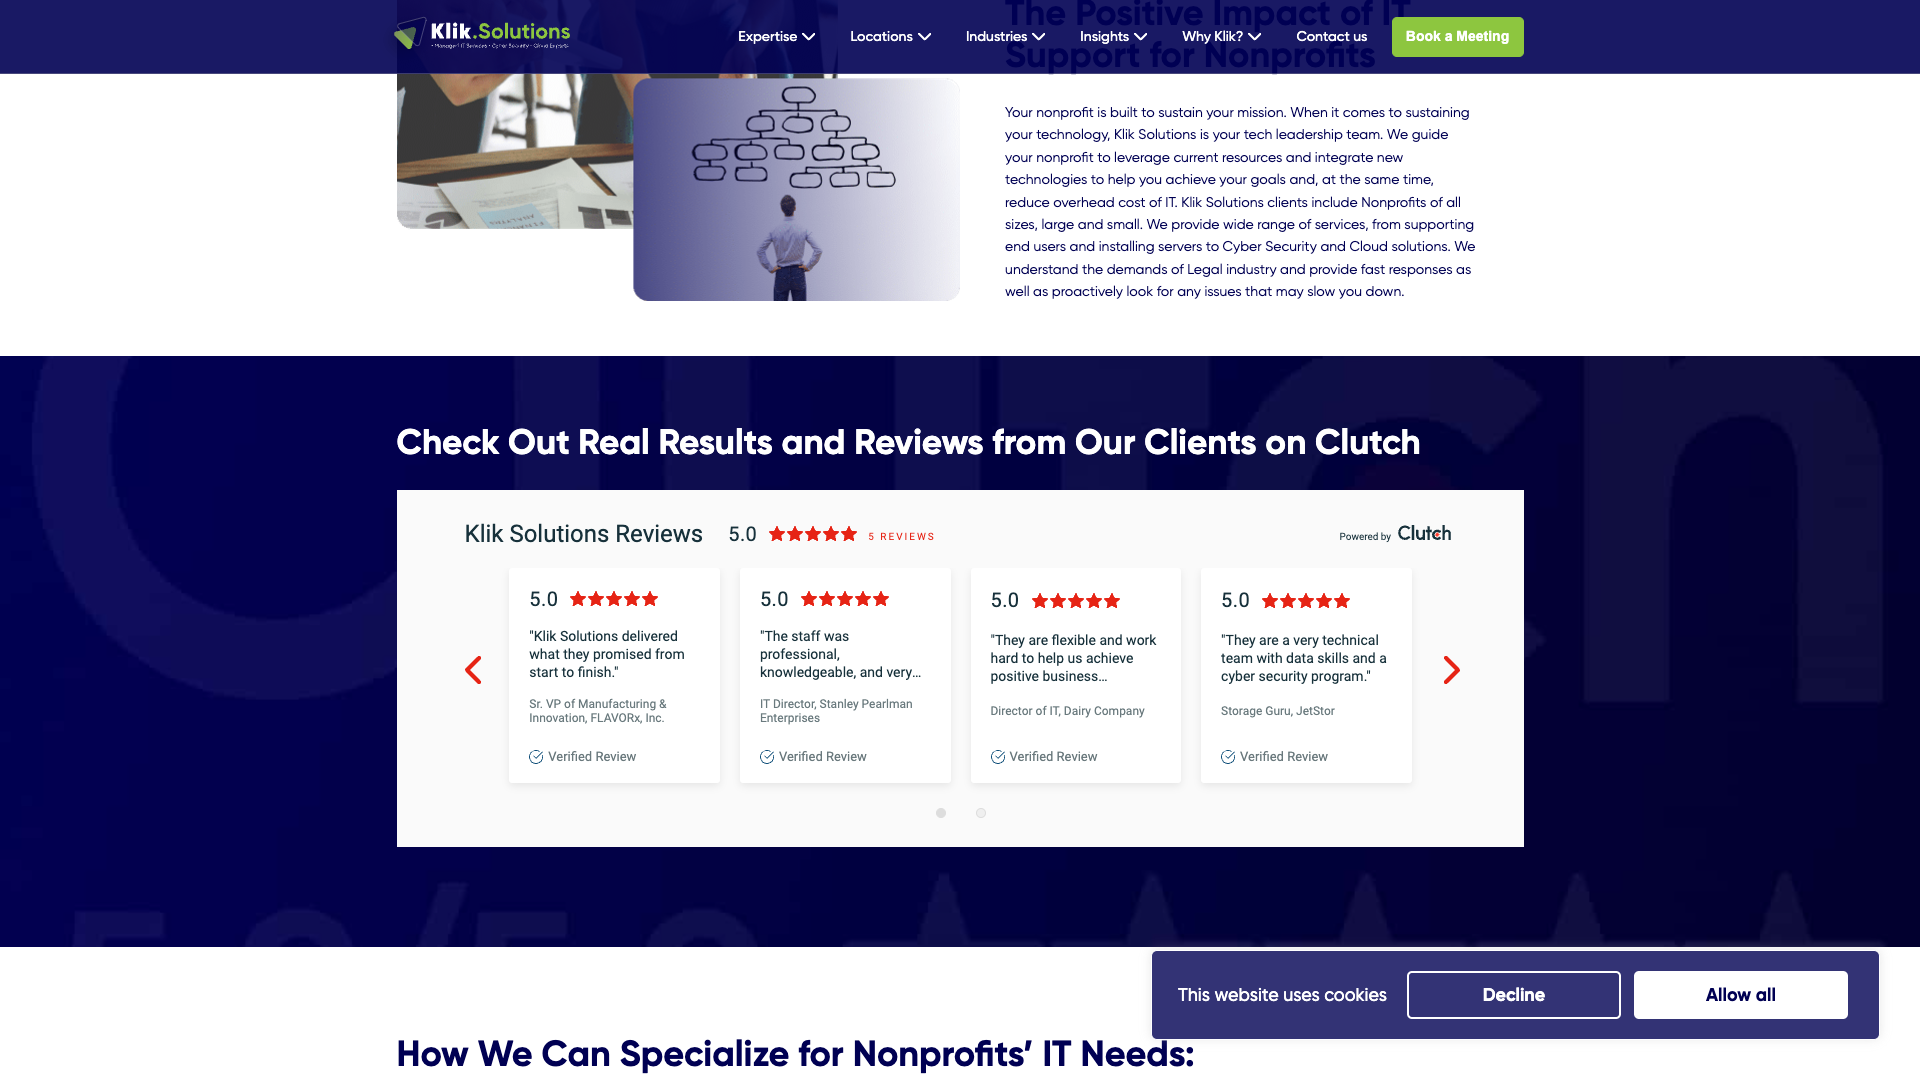 Klik.Solutions
• Managed IT Services • Cyber Security • Cloud Experts
Expertise
Locations
Industries
Insights
Why Klik?
Contact us
Book a Meeting
The Positive Impact of IT
Support for Nonprofits
Your nonprofit is built to sustain your mission. When it comes to sustaining
your technology, Klik Solutions is your tech leadership team. We guide
your nonprofit to leverage current resources and integrate new
technologies to help you achieve your goals and, at the same time,
reduce overhead cost of IT. Klik Solutions clients include Nonprofits of all
sizes, large and small. We provide wide range of services, from supporting
end users and installing servers to Cyber Security and Cloud solutions. We
understand the demands of Legal industry and provide fast responses as
well as proactively look for any issues that may slow you down.
Check Out Real Results and Reviews from Our Clients on Clutch
Klik Solutions Reviews
5.0
5 REVIEWS
Powered by Clutch
5.0
"Klik Solutions delivered
what they promised from
start to finish."
Sr. VP of Manufacturing &
Innovation, FLAVORx, Inc.
Verified Review
5.0
"The staff was
professional,
knowledgeable, and very...
IT Director, Stanley Pearlman
Enterprises
Verified Review
5.0
"They are flexible and work
hard to help us achieve
positive business...
Director of IT, Dairy Company
Verified Review
5.0
"They are a very technical
team with data skills and a
cyber security program."
Storage Guru, JetStor
Verified Review
This website uses cookies
Decline
Allow all
How We Can Specialize for Nonprofits’ IT Needs: